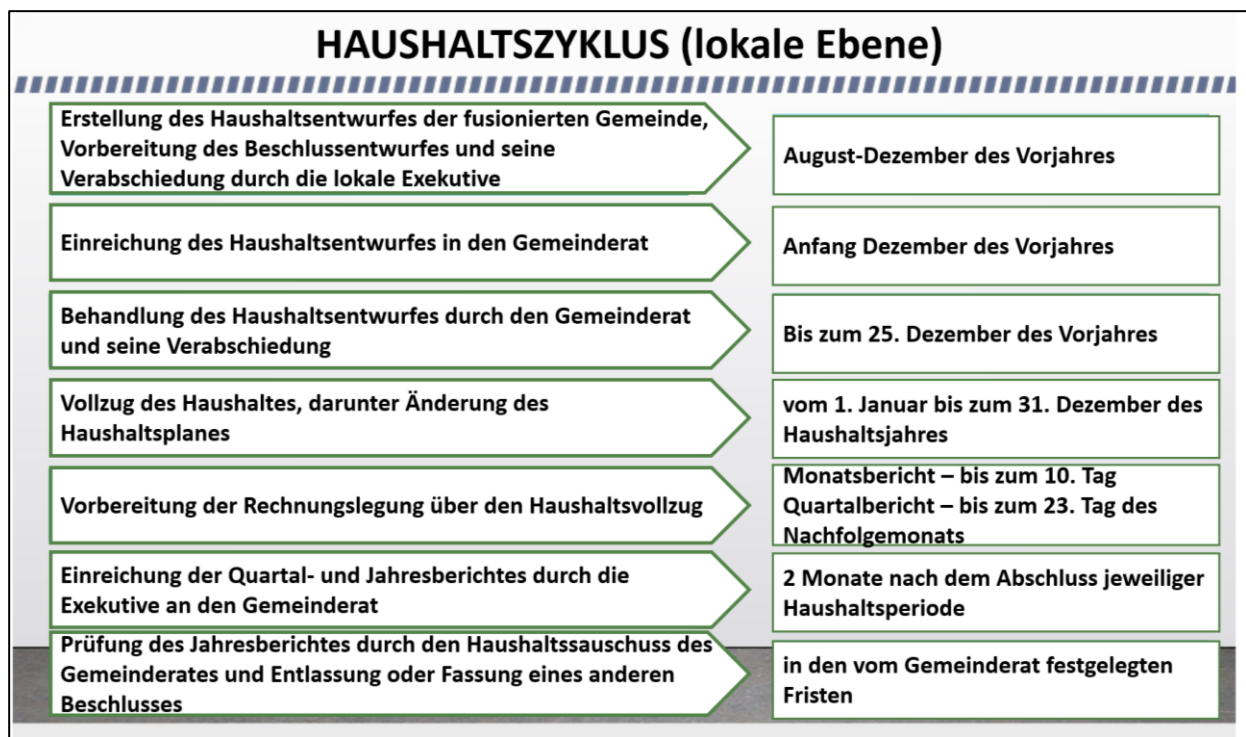 HAUSHALTSZYKLUS (lokale Ebene)
Erstellung des Haushaltsentwurfes der fusionierten Gemeinde,
Vorbereitung des Beschlussentwurfes und seine
Verabschiedung durch die lokale Exekutive
August-Dezember des Vorjahres
Einreichung des Haushaltsentwurfes in den Gemeinderat
Anfang Dezember des Vorjahres
Behandlung des Haushaltsentwurfes durch den Gemeinderat
und seine Verabschiedung
Bis zum 25. Dezember des Vorjahres
Vollzug des Haushaltes, darunter Änderung des
Haushaltsplanes
vom 1. Januar bis zum 31. Dezember des
Haushaltsjahres
Vorbereitung der Rechnungslegung über den Haushaltsvollzug
Monatsbericht – bis zum 10. Tag
Quartalbericht – bis zum 23. Tag des
Nachfolgemonats
Einreichung der Quartal- und Jahresberichtes durch die
Exekutive an den Gemeinderat
2 Monate nach dem Abschluss jeweiliger
Haushaltsperiode
Prüfung des Jahresberichtes durch den Haushaltssauschuss des
Gemeinderates und Entlassung oder Fassung eines anderen
Beschlusses
in den vom Gemeinderat festgelegten
Fristen